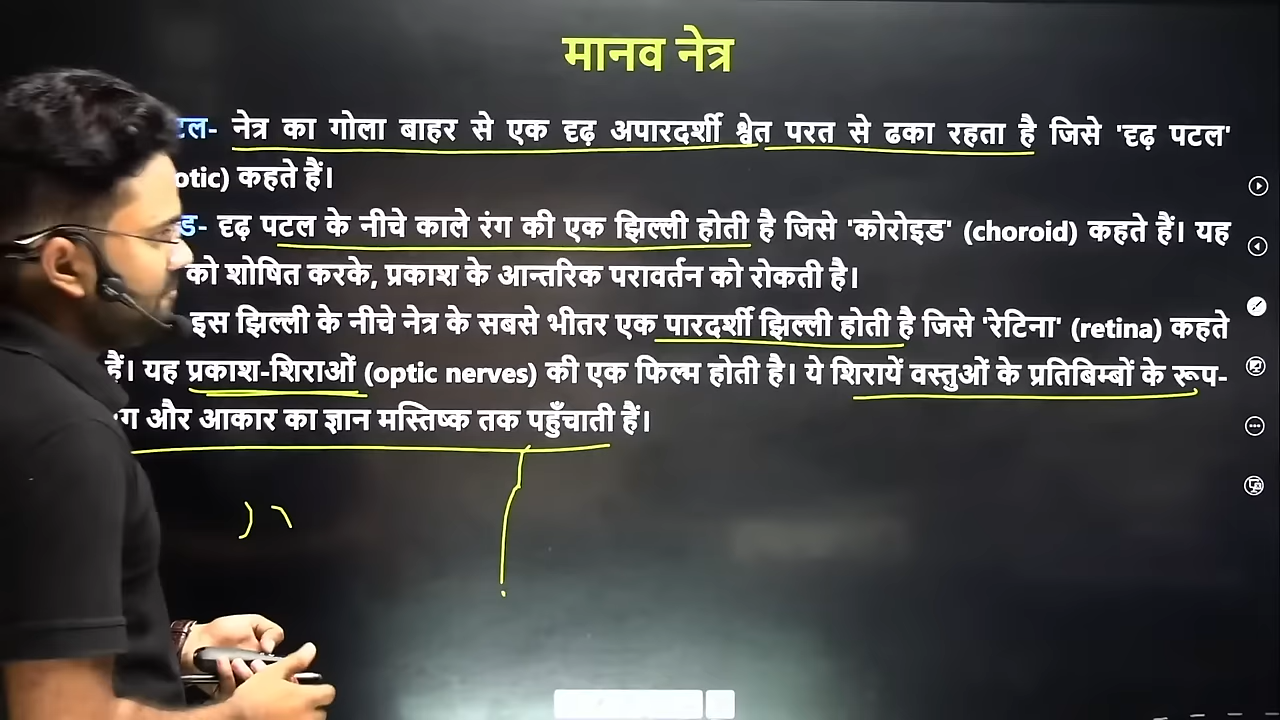 मानव नेत्र
टल- नेत्र का गोला बाहर से एक दृढ़ अपारदर्शी श्वेत परत से ढका रहता है जिसे 'दृढ़ पटल'
otic) कहते हैं।
ड- दृढ़ पटल के नीचे काले रंग की एक झिल्ली होती है जिसे 'कोरोइड' (choroid) कहते हैं। यह
को शोषित करके, प्रकाश के आन्तरिक परावर्तन को रोकती है।
इस झिल्ली के नीचे नेत्र के सबसे भीतर एक पारदर्शी झिल्ली होती है जिसे 'रेटिना' (retina) कहते
हैं। यह प्रकाश-शिराओं (optic nerves) की एक फिल्म होती है। ये शिरायें वस्तुओं के प्रतिबिम्बों के रूप-
ग और आकार का ज्ञान मस्तिष्क तक पहुँचाती हैं।